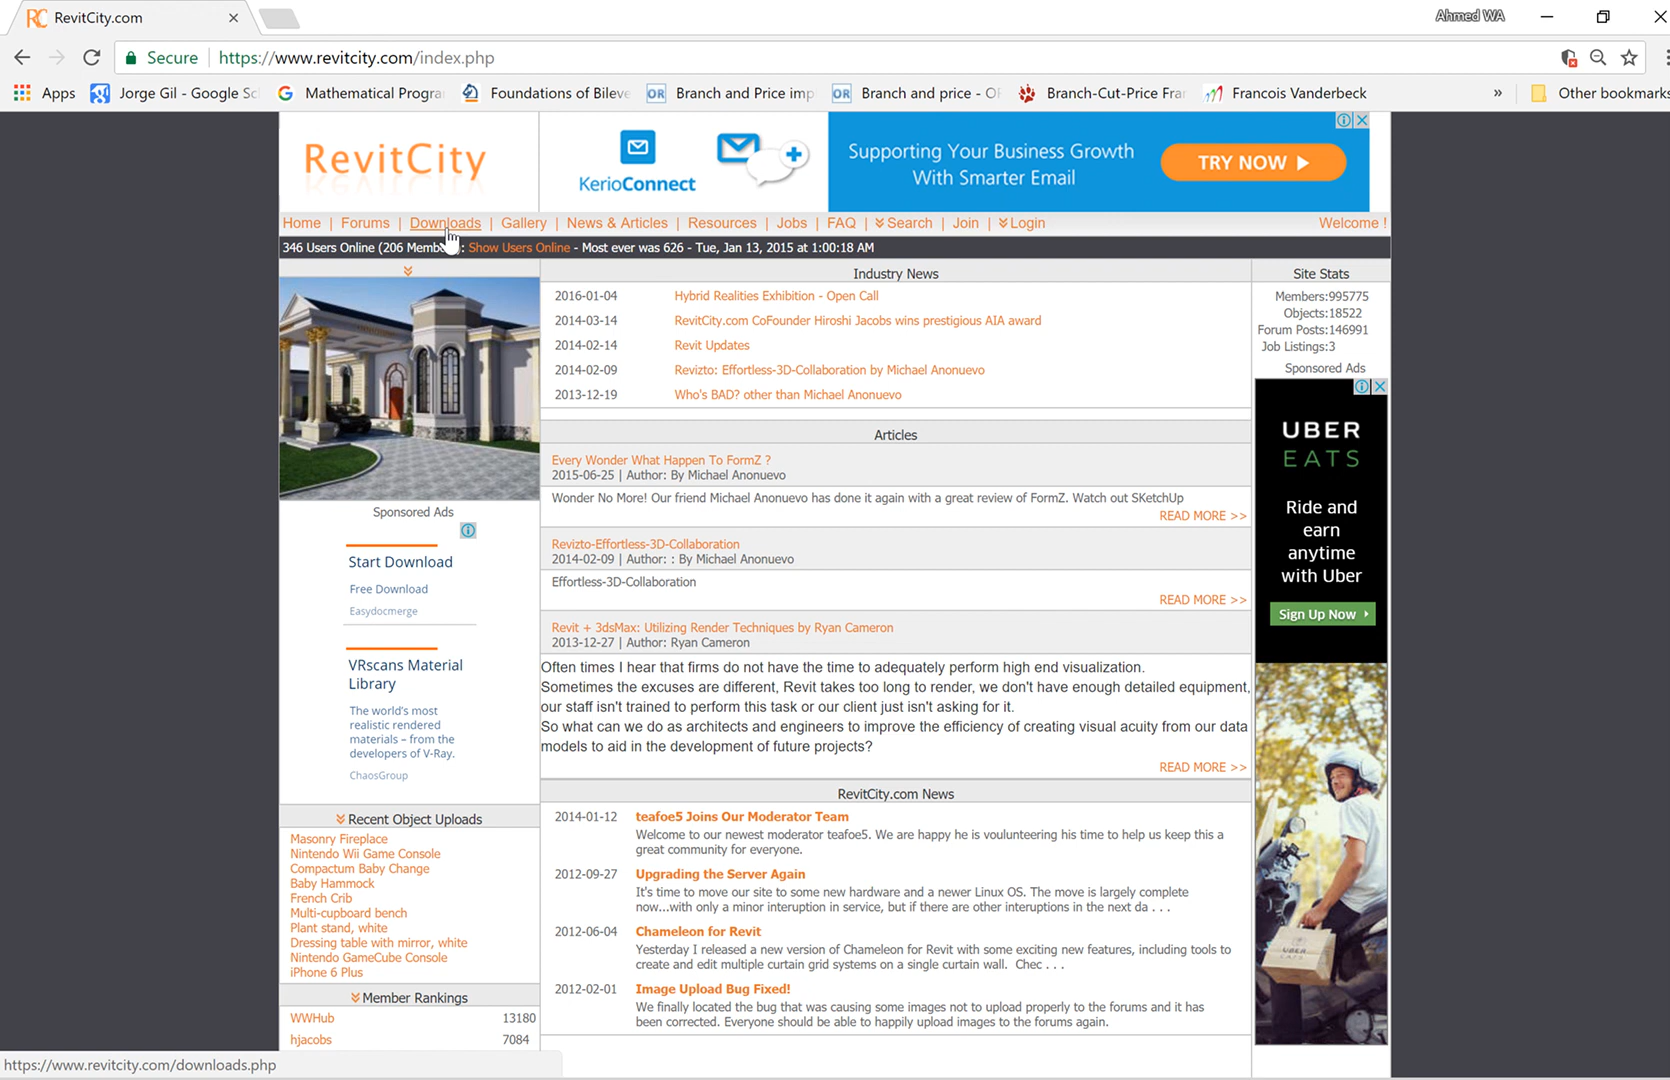 RevitCity.com
Ahmed WA
Secure https://www.revitcity.com/index.php
Apps Jorge Gil - Google Sc Mathematical Progra Foundations of Bileve Branch and Price imp Branch and price - OF Branch-Cut-Price Fra Francois Vanderbeck » Other bookmarks
RevitCity
KerioConnect
Supporting Your Business Growth
With Smarter Email
TRY NOW
Home | Forums | Downloads | Gallery | News & Articles | Resources | Jobs | FAQ | Search | Join | Login
Welcome !
346 Users Online (206 Memb : Show Users Online - Most ever was 626 - Tue, Jan 13, 2015 at 1:00:18 AM
Sponsored Ads
Start Download
Free Download
Easydocmerge
VRscans Material
Library
The world's most
realistic rendered
materials – from the
developers of V-Ray.
ChaosGroup
Recent Object Uploads
Masonry Fireplace
Nintendo Wii Game Console
Compactum Baby Change
Baby Hammock
French Crib
Multi-cupboard bench
Plant stand, white
Dressing table with mirror, white
Nintendo GameCube Console
iPhone 6 Plus
Member Rankings
WWHub 13180
hjacobs 7084
Industry News
2016-01-04 Hybrid Realities Exhibition - Open Call
2014-03-14 RevitCity.com CoFounder Hiroshi Jacobs wins prestigious AIA award
2014-02-14 Revit Updates
2014-02-09 Revizto: Effortless-3D-Collaboration by Michael Anonuevo
2013-12-19 Who's BAD? other than Michael Anonuevo
Articles
Every Wonder What Happen To FormZ ?
2015-06-25 | Author: By Michael Anonuevo
Wonder No More! Our friend Michael Anonuevo has done it again with a great review of FormZ. Watch out SKetchUp
READ MORE >>
Revizto-Effortless-3D-Collaboration
2014-02-09 | Author: : By Michael Anonuevo
Effortless-3D-Collaboration
READ MORE >>
Revit + 3dsMax: Utilizing Render Techniques by Ryan Cameron
2013-12-27 | Author: Ryan Cameron
Often times I hear that firms do not have the time to adequately perform high end visualization.
Sometimes the excuses are different, Revit takes too long to render, we don't have enough detailed equipment,
our staff isn't trained to perform this task or our client just isn't asking for it.
So what can we do as architects and engineers to improve the efficiency of creating visual acuity from our data
models to aid in the development of future projects?
READ MORE >>
RevitCity.com News
2014-01-12 teafoe5 Joins Our Moderator Team
Welcome to our newest moderator teafoe5. We are happy he is voulunteering his time to help us keep this a
great community for everyone.
2012-09-27 Upgrading the Server Again
It's time to move our site to some new hardware and a newer Linux OS. The move is largely complete
now...with only a minor interuption in service, but if there are other interuptions in the next da . . .
2012-06-04 Chameleon for Revit
Yesterday I released a new version of Chameleon for Revit with some exciting new features, including tools to
create and edit multiple curtain grid systems on a single curtain wall. Chec . . .
2012-02-01 Image Upload Bug Fixed!
We finally located the bug that was causing some images not to upload properly to the forums and it has
been corrected. Everyone should be able to happily upload images to the forums again.
Site Stats
Members:995775
Objects:18522
Forum Posts:146991
Job Listings:3
Sponsored Ads
UBER
EATS
Ride and
earn
anytime
with Uber
Sign Up Now
https://www.revitcity.com/downloads.php